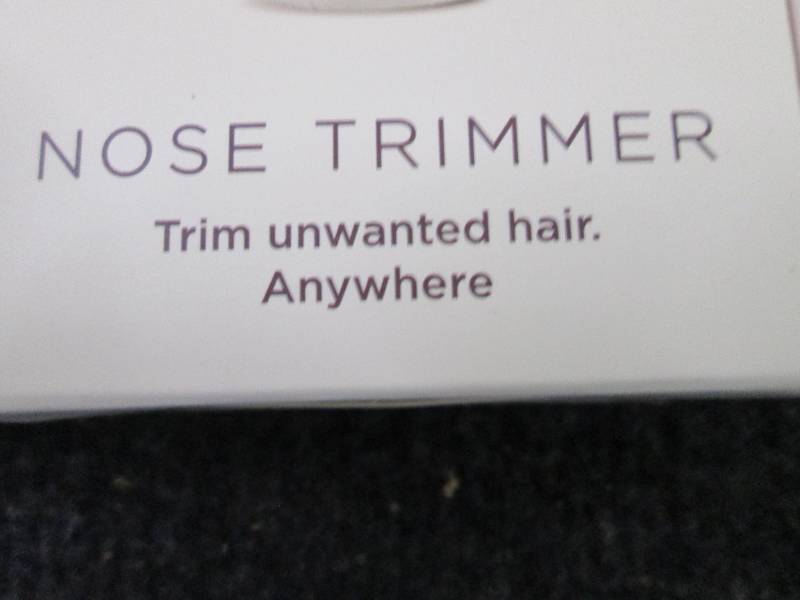 NOSE TRIMMER
Trim unwanted hair.
Anywhere